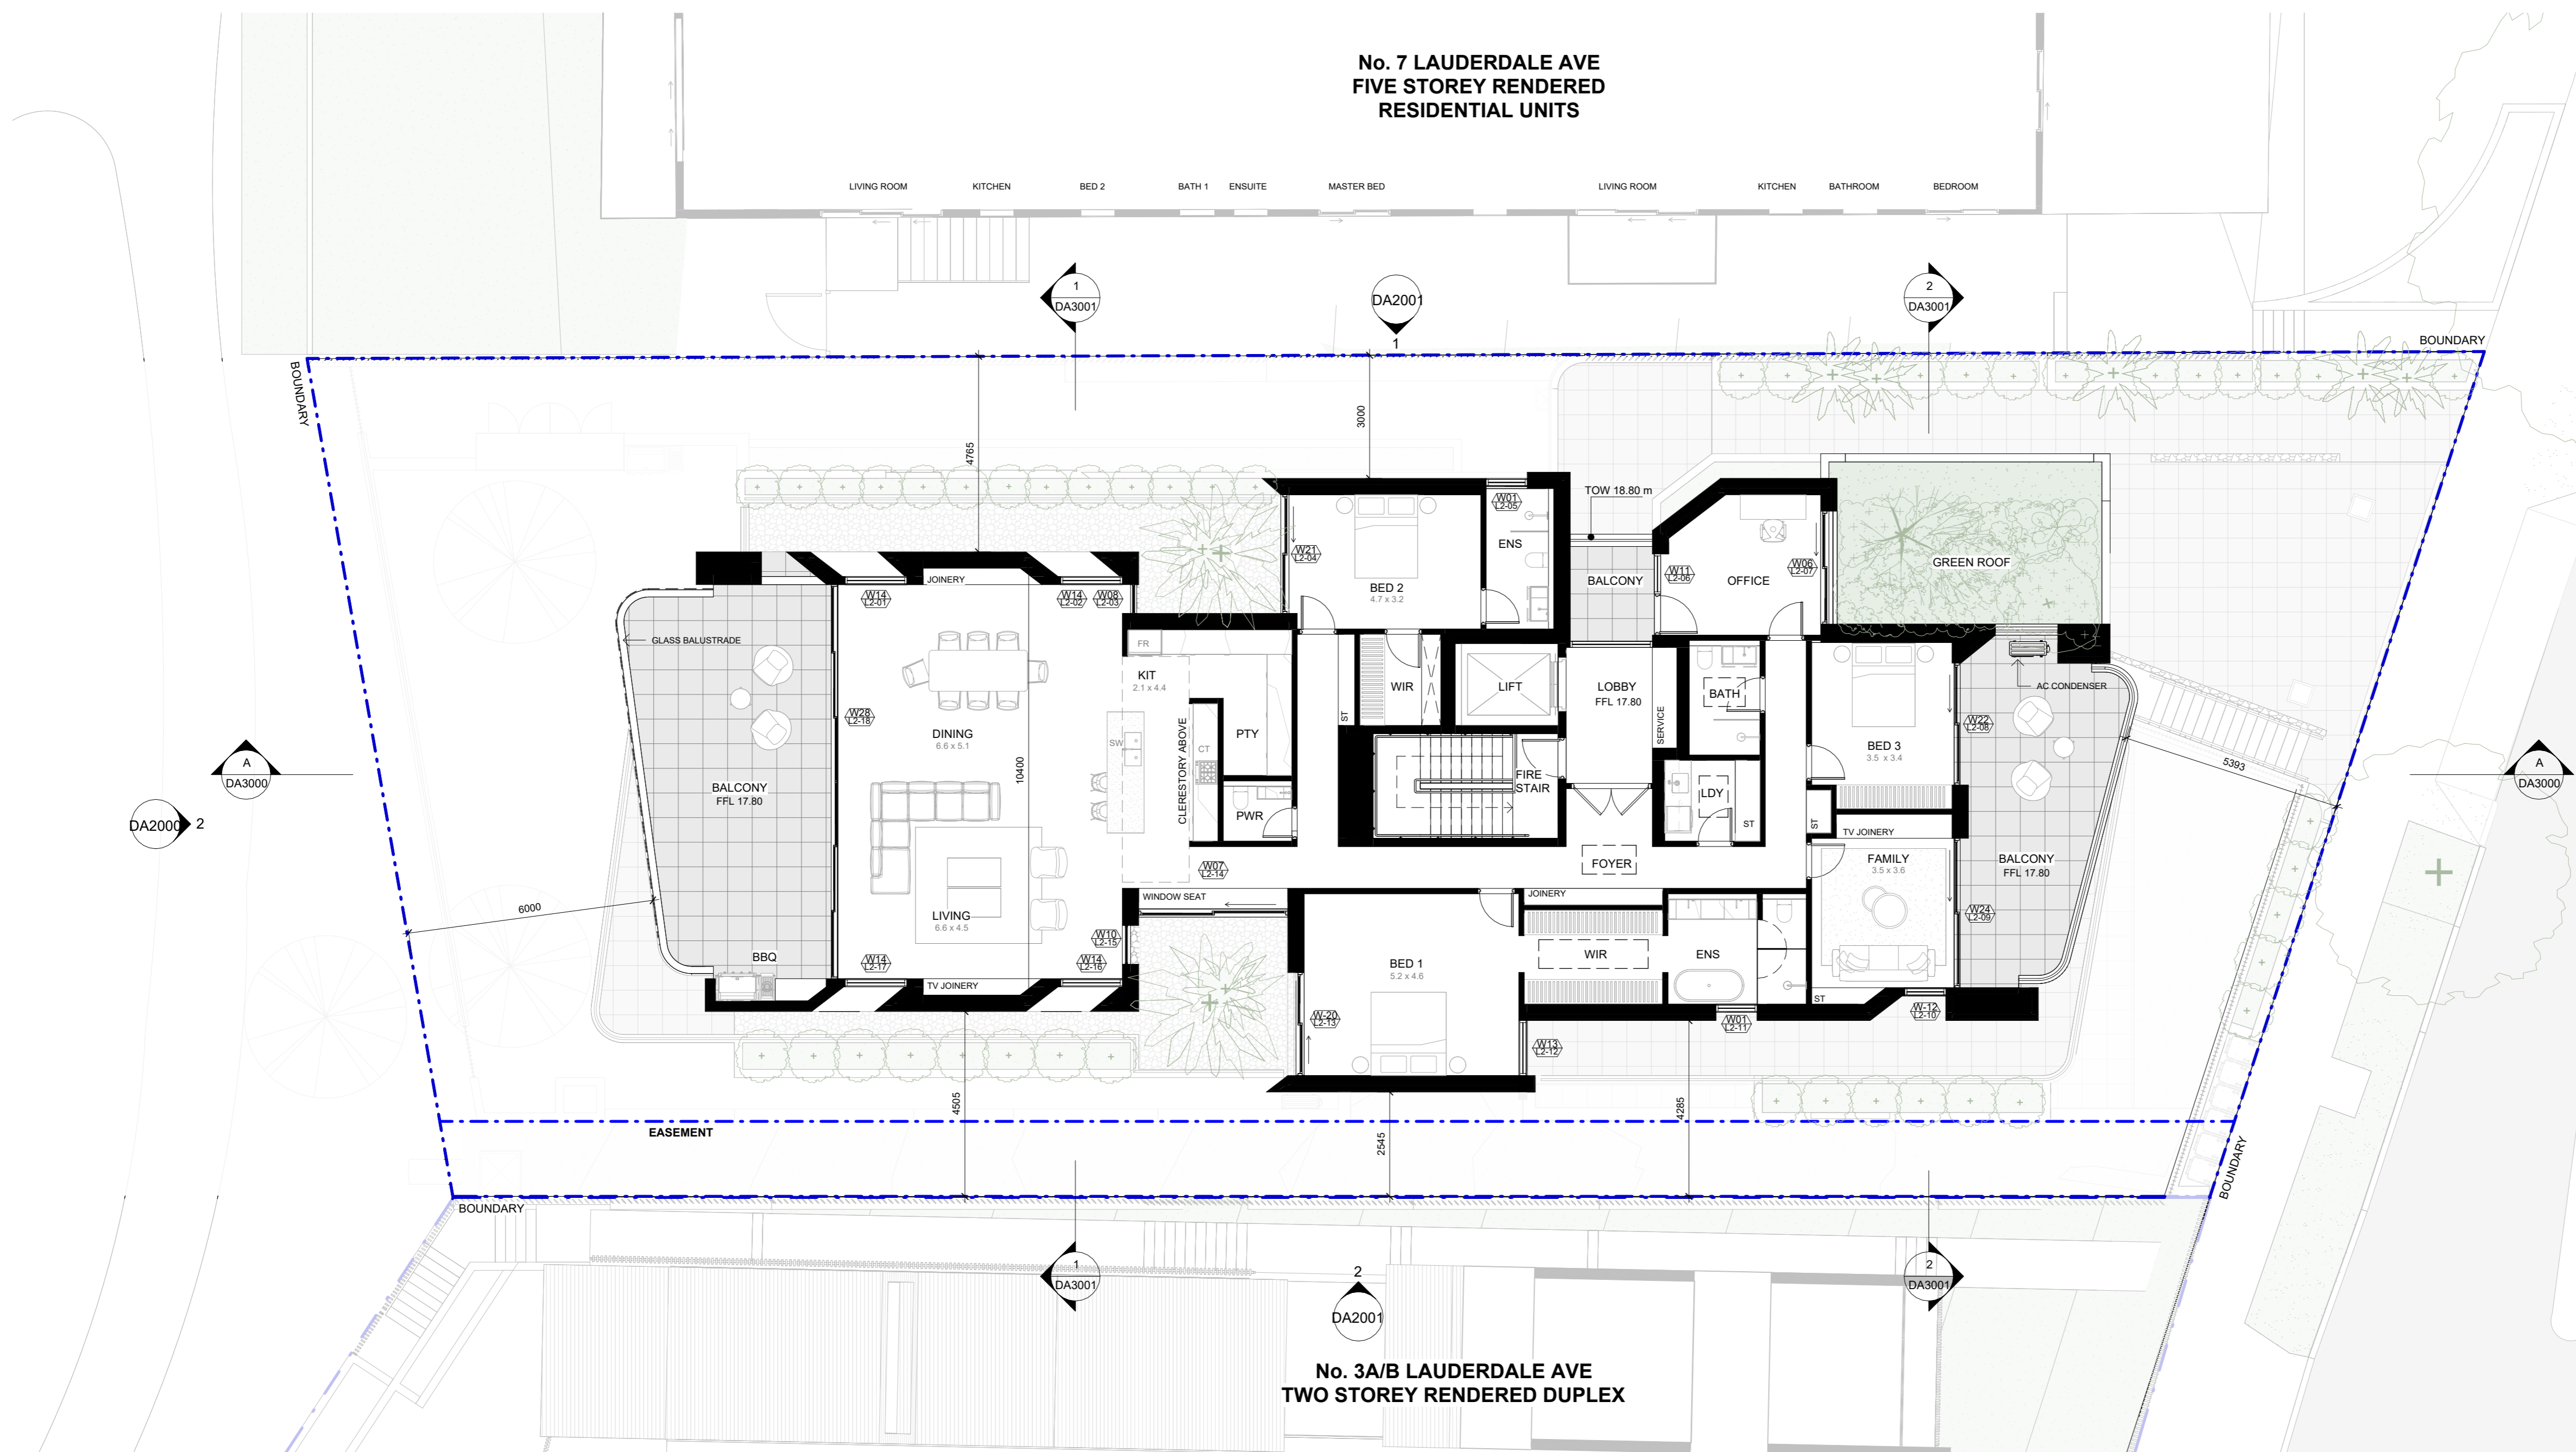 No. 7 LAUDERDALE AVE
FIVE STOREY RENDERED
RESIDENTIAL UNITS
LIVING ROOM
KITCHEN
BED 2
BATH 1
ENSUITE
MASTER BED
LIVING ROOM
KITCHEN
BATHROOM
BEDROOM
1
DA3001
DA2001
1
2
DA3001
BOUNDARY
BOUNDARY
4765
3000
TOW 18.80 m
W01
L2-05
W21
L2-04
ENS
BED 2
4.7 x 3.2
BALCONY
W11
L2-06
OFFICE
W06
L2-07
GREEN ROOF
JOINERY
W14
L2-01
W14
L2-02
W08
L2-03
GLASS BALUSTRADE
FR
KIT
2.1 x 4.4
WIR
LIFT
LOBBY
FFL 17.80
BATH
AC CONDENSER
W28
L2-18
ST
SERVICE
W22
L2-08
DINING
6.6 x 5.1
SW
CLERESTORY ABOVE
CT
PTY
BED 3
3.5 x 3.4
A
DA3000
10400
FIRE
STAIR
5393
A
DA3000
BALCONY
FFL 17.80
LDY
DA2000
2
PWR
ST
ST
TV JOINERY
W07
L2-14
FOYER
FAMILY
3.5 x 3.6
BALCONY
FFL 17.80
WINDOW SEAT
JOINERY
6000
LIVING
6.6 x 4.5
W10
L2-15
W24
L2-09
BBQ
W14
L2-17
W14
L2-16
BED 1
5.2 x 4.6
WIR
ENS
TV JOINERY
ST
W-20
L2-13
W01
L2-11
W-12
L2-10
W13
L2-12
4505
2545
4285
EASEMENT
BOUNDARY
BOUNDARY
1
DA3001
2
DA2001
2
DA3001
No. 3A/B LAUDERDALE AVE
TWO STOREY RENDERED DUPLEX